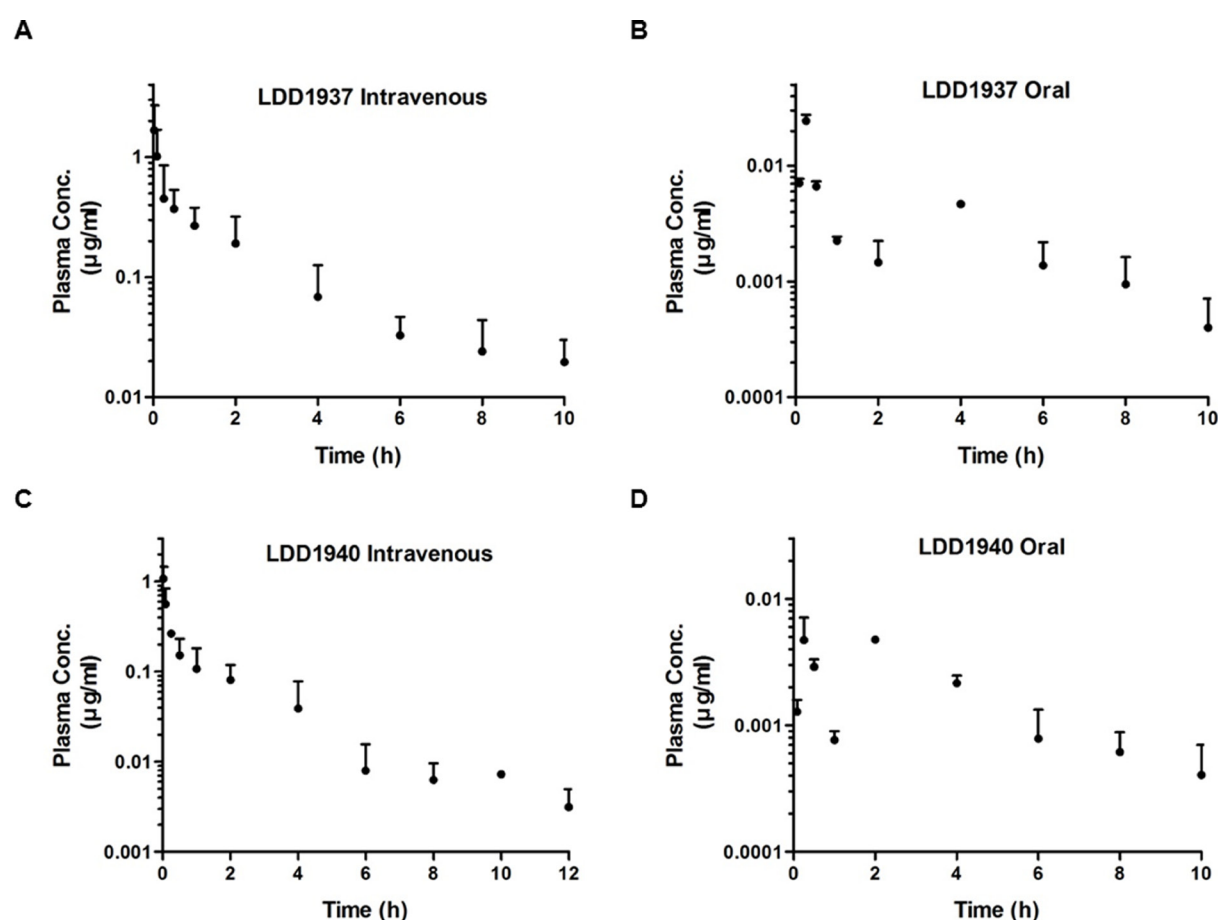 A
LDD1937 Intravenous
Plasma Conc.
(µg/ml)
1
0.1
0.01
0 2 4 6 8 10
Time (h)
B
LDD1937 Oral
Plasma Conc.
(µg/ml)
0.01
0.001
0.0001
0 2 4 6 8 10
Time (h)
C
LDD1940 Intravenous
Plasma Conc.
(µg/ml)
1
0.1
0.01
0.001
0 2 4 6 8 10 12
Time (h)
D
LDD1940 Oral
Plasma Conc.
(µg/ml)
0.01
0.001
0.0001
0 2 4 6 8 10
Time (h)